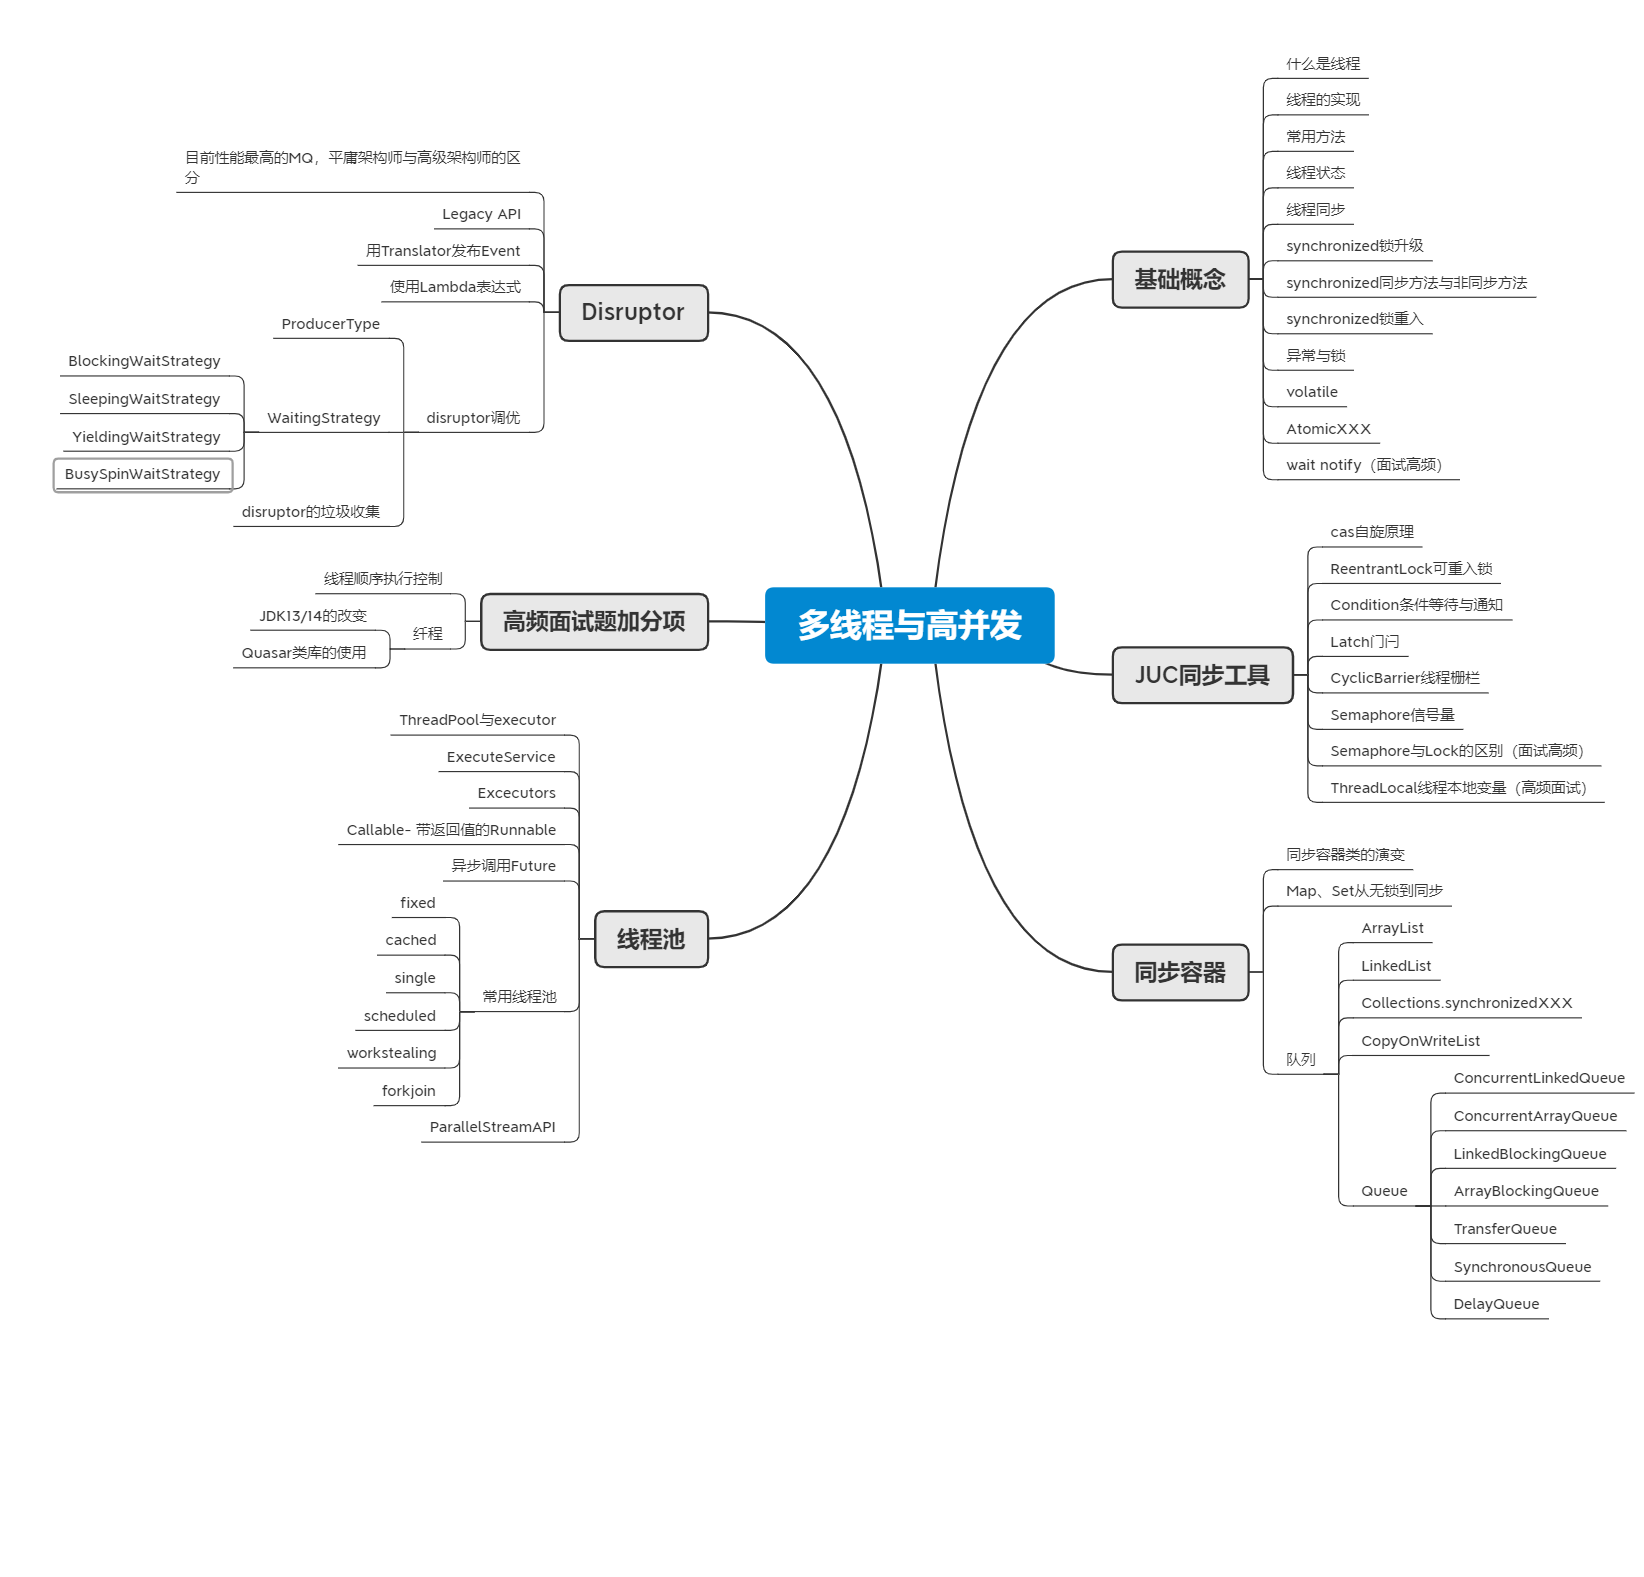 多线程与高并发
基础概念
什么是线程
线程的实现
常用方法
线程状态
线程同步
synchronized锁升级
synchronized同步方法与非同步方法
synchronized锁重入
异常与锁
volatile
AtomicXXX
wait notify（面试高频）
JUC同步工具
cas自旋原理
ReentrantLock可重入锁
Condition条件等待与通知
Latch门闩
CyclicBarrier线程栅栏
Semaphore信号量
Semaphore与Lock的区别（面试高频）
ThreadLocal线程本地变量（高频面试）
同步容器
同步容器类的演变
Map、Set从无锁到同步
队列
ArrayList
LinkedList
Collections.synchronizedXXX
CopyOnWriteList
Queue
ConcurrentLinkedQueue
ConcurrentArrayQueue
LinkedBlockingQueue
ArrayBlockingQueue
TransferQueue
SynchronousQueue
DelayQueue
Disruptor
目前性能最高的MQ，平庸架构师与高级架构师的区
分
Legacy API
用Translator发布Event
使用Lambda表达式
disruptor调优
ProducerType
WaitingStrategy
BlockingWaitStrategy
SleepingWaitStrategy
YieldingWaitStrategy
BusySpinWaitStrategy
disruptor的垃圾收集
高频面试题加分项
线程顺序执行控制
纤程
JDK13/14的改变
Quasar类库的使用
线程池
ThreadPool与executor
ExecuteService
Excecutors
Callable- 带返回值的Runnable
异步调用Future
常用线程池
fixed
cached
single
scheduled
workstealing
forkjoin
ParallelStreamAPI